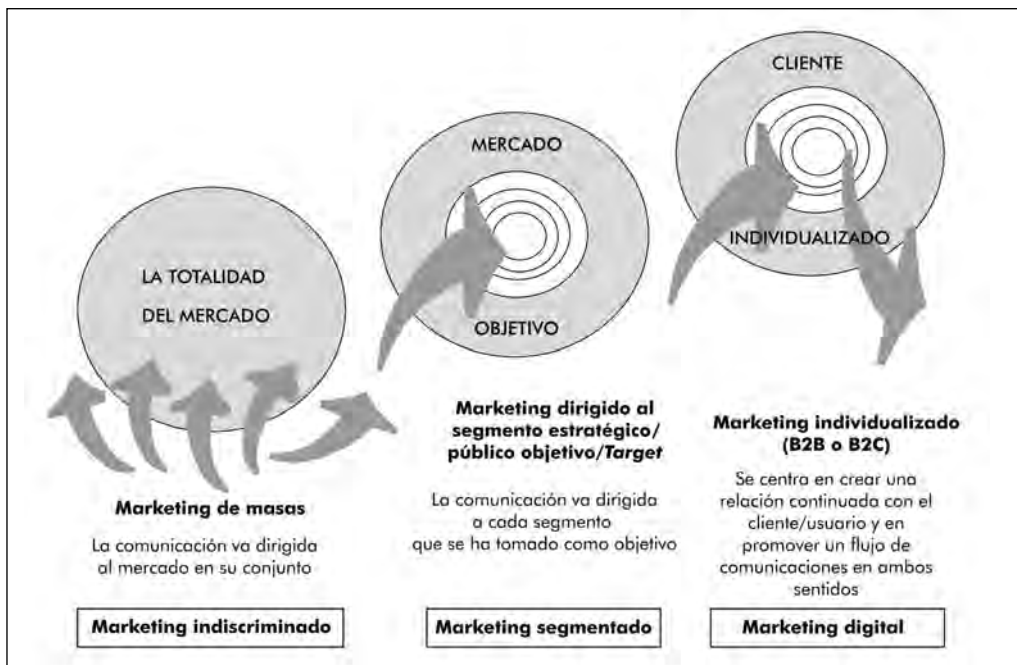 LA TOTALIDAD
DEL MERCADO
Marketing de masas
La comunicación va dirigida
al mercado en su conjunto
Marketing indiscriminado
MERCADO
OBJETIVO
Marketing dirigido al
segmento estratégico/
público objetivo/Target
La comunicación va dirigida
a cada segmento
que se ha tomado como objetivo
Marketing segmentado
CLIENTE
INDIVIDUALIZADO
Marketing individualizado
(B2B o B2C)
Se centra en crear una
relación continuada con el
cliente/usuario y en
promover un flujo de
comunicaciones en ambos
sentidos
Marketing digital